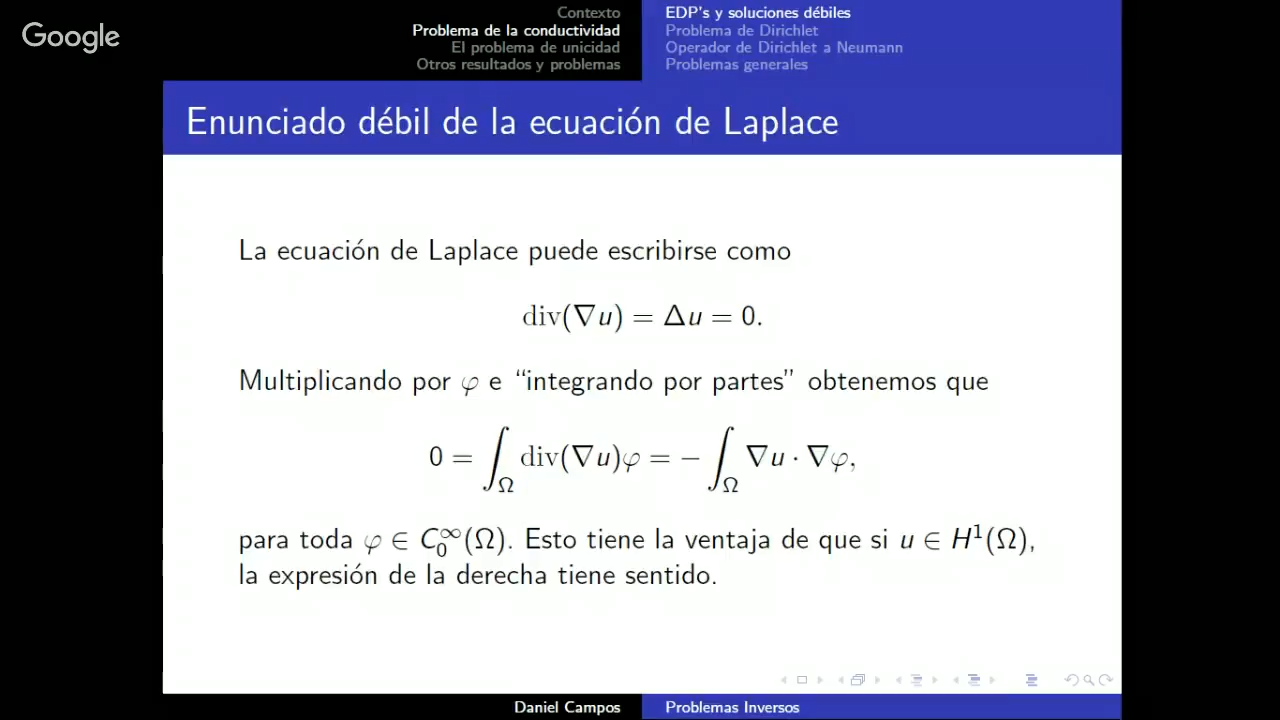 Google
Contexto
Problema de la conductividad
El problema de unicidad
Otros resultados y problemas
EDP's y soluciones débiles
Problema de Dirichlet
Operador de Dirichlet a Neumann
Problemas generales
Enunciado débil de la ecuación de Laplace
La ecuación de Laplace puede escribirse como
div(∇u) = Δu = 0.
Multiplicando por φ e “integrando por partes” obtenemos que
0 = ∫_Ω div(∇u)φ = − ∫_Ω ∇u · ∇φ,
para toda φ ∈ C_0^∞(Ω). Esto tiene la ventaja de que si u ∈ H^1(Ω),
la expresión de la derecha tiene sentido.
Daniel Campos
Problemas Inversos